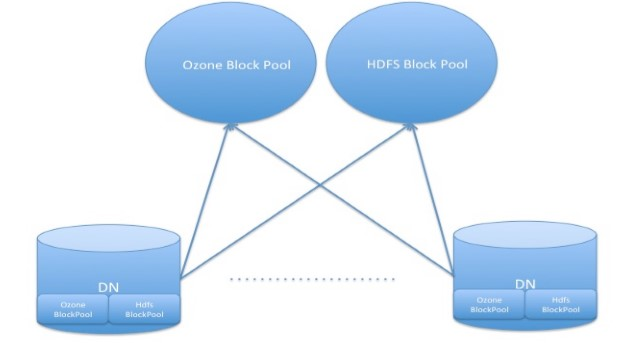 Ozone Block Pool
HDFS Block Pool
DN
Ozone
BlockPool
Hdfs
BlockPool
DN
Ozone
BlockPool
Hdfs
BlockPool